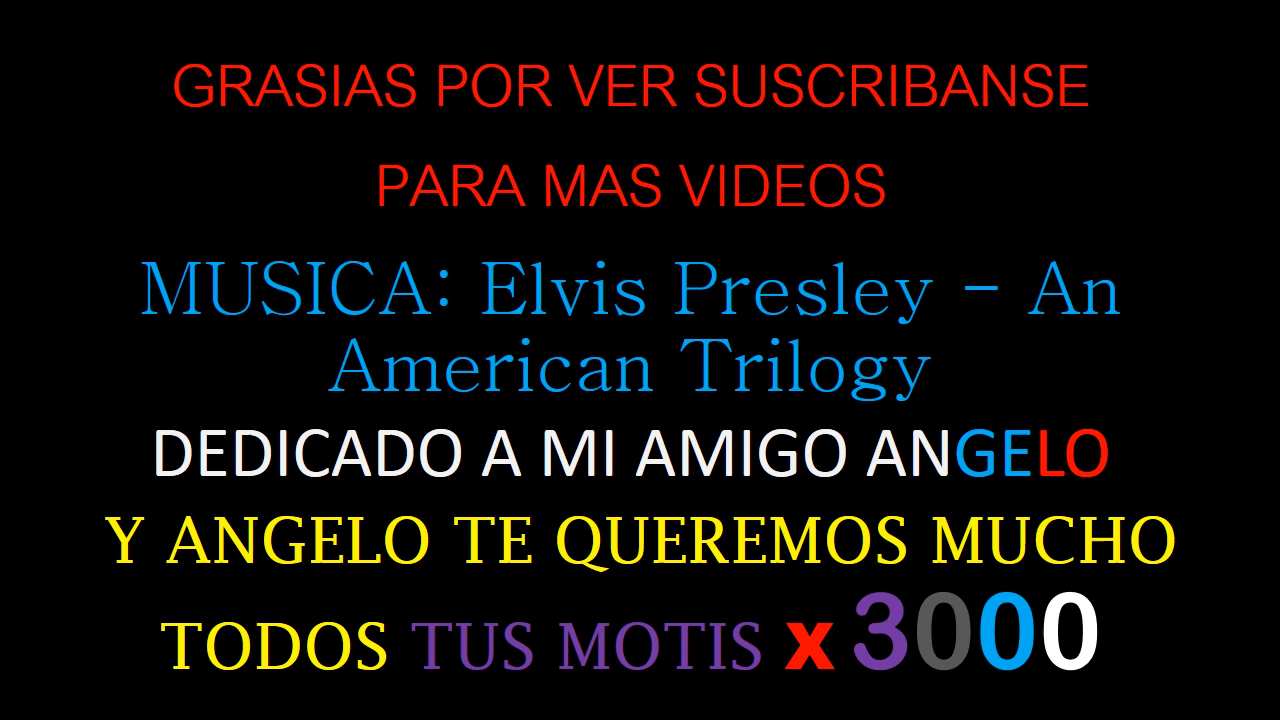 GRASIAS POR VER SUSCRIBANSE
PARA MAS VIDEOS
MUSICA: Elvis Presley - An
American Trilogy
DEDICADO A MI AMIGO ANGELO
Y ANGELO TE QUEREMOS MUCHO
TODOS TUS MOTIS x 3000